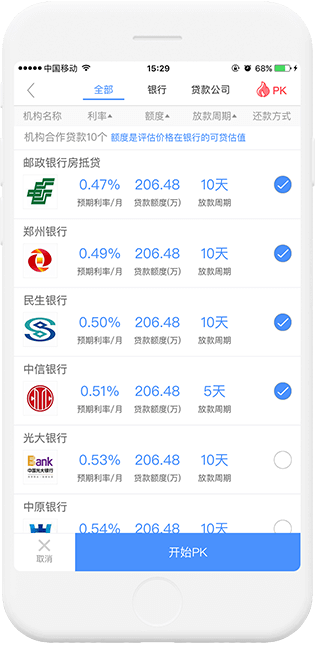 中国移动 15:29 68%
全部 银行 贷款公司 PK
机构名称 利率 额度 放款周期 还款方式
机构合作贷款10个 额度是评估价格在银行的可贷估值
邮政银行房抵贷
0.47% 206.48 10天
预期利率/月 贷款额度(万) 放款周期
郑州银行
0.49% 206.48 10天
预期利率/月 贷款额度(万) 放款周期
民生银行
0.50% 206.48 10天
预期利率/月 贷款额度(万) 放款周期
中信银行
0.51% 206.48 5天
预期利率/月 贷款额度(万) 放款周期
光大银行
Bank 0.53% 206.48 10天
中国光大银行 预期利率/月 贷款额度(万) 放款周期
中原银行
0.54% 206.48 10天
取消 开始PK